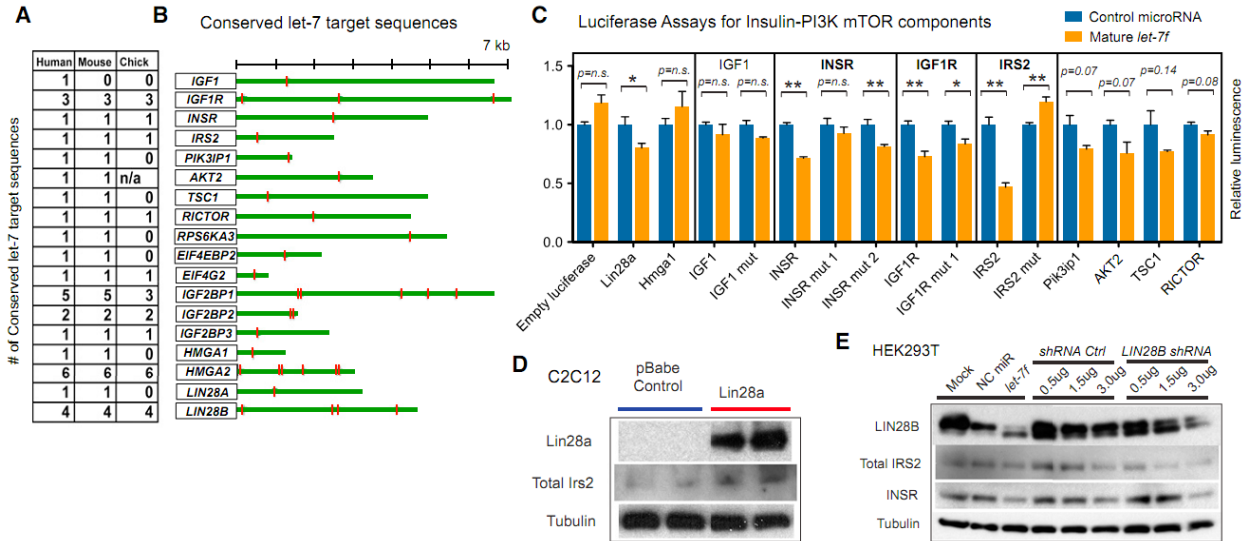 A
# of Conserved let-7 target sequences
Human Mouse Chick
1 0 0
3 3 3
1 1 1
1 1 1
1 1 0
1 1 n/a
1 1 0
1 1 1
1 1 0
1 1 0
1 1 1
5 5 3
2 2 2
1 1 1
1 1 0
6 6 6
1 1 0
4 4 4
B Conserved let-7 target sequences
7 kb
IGF1
IGF1R
INSR
IRS2
PIK3IP1
AKT2
TSC1
RICTOR
RPS6KA3
EIF4EBP2
EIF4G2
IGF2BP1
IGF2BP2
IGF2BP3
HMGA1
HMGA2
LIN28A
LIN28B
C Luciferase Assays for Insulin-PI3K mTOR components
Control microRNA
Mature let-7f
IGF1 INSR IGF1R IRS2
p=n.s. * p=n.s. p=n.s. p=n.s. ** p=n.s. ** ** * ** ** p=0.07 p=0.07 p=0.14 p=0.08
1.5
1.0
0.5
0.0
Relative luminescence
Empty luciferase
Lin28a
Hmga1
IGF1
IGF1 mut
INSR
INSR mut 1
INSR mut 2
IGF1R
IGF1R mut 1
IRS2
IRS2 mut
Pik3ip1
AKT2
TSC1
RICTOR
D
C2C12
pBabe
Control
Lin28a
Lin28a
Total Irs2
Tubulin
E
HEK293T
shRNA Ctrl LIN28B shRNA
Mock NC miR let-7f 0.5ug 1.5ug 3.0ug 0.5ug 1.5ug 3.0ug
LIN28B
Total IRS2
INSR
Tubulin